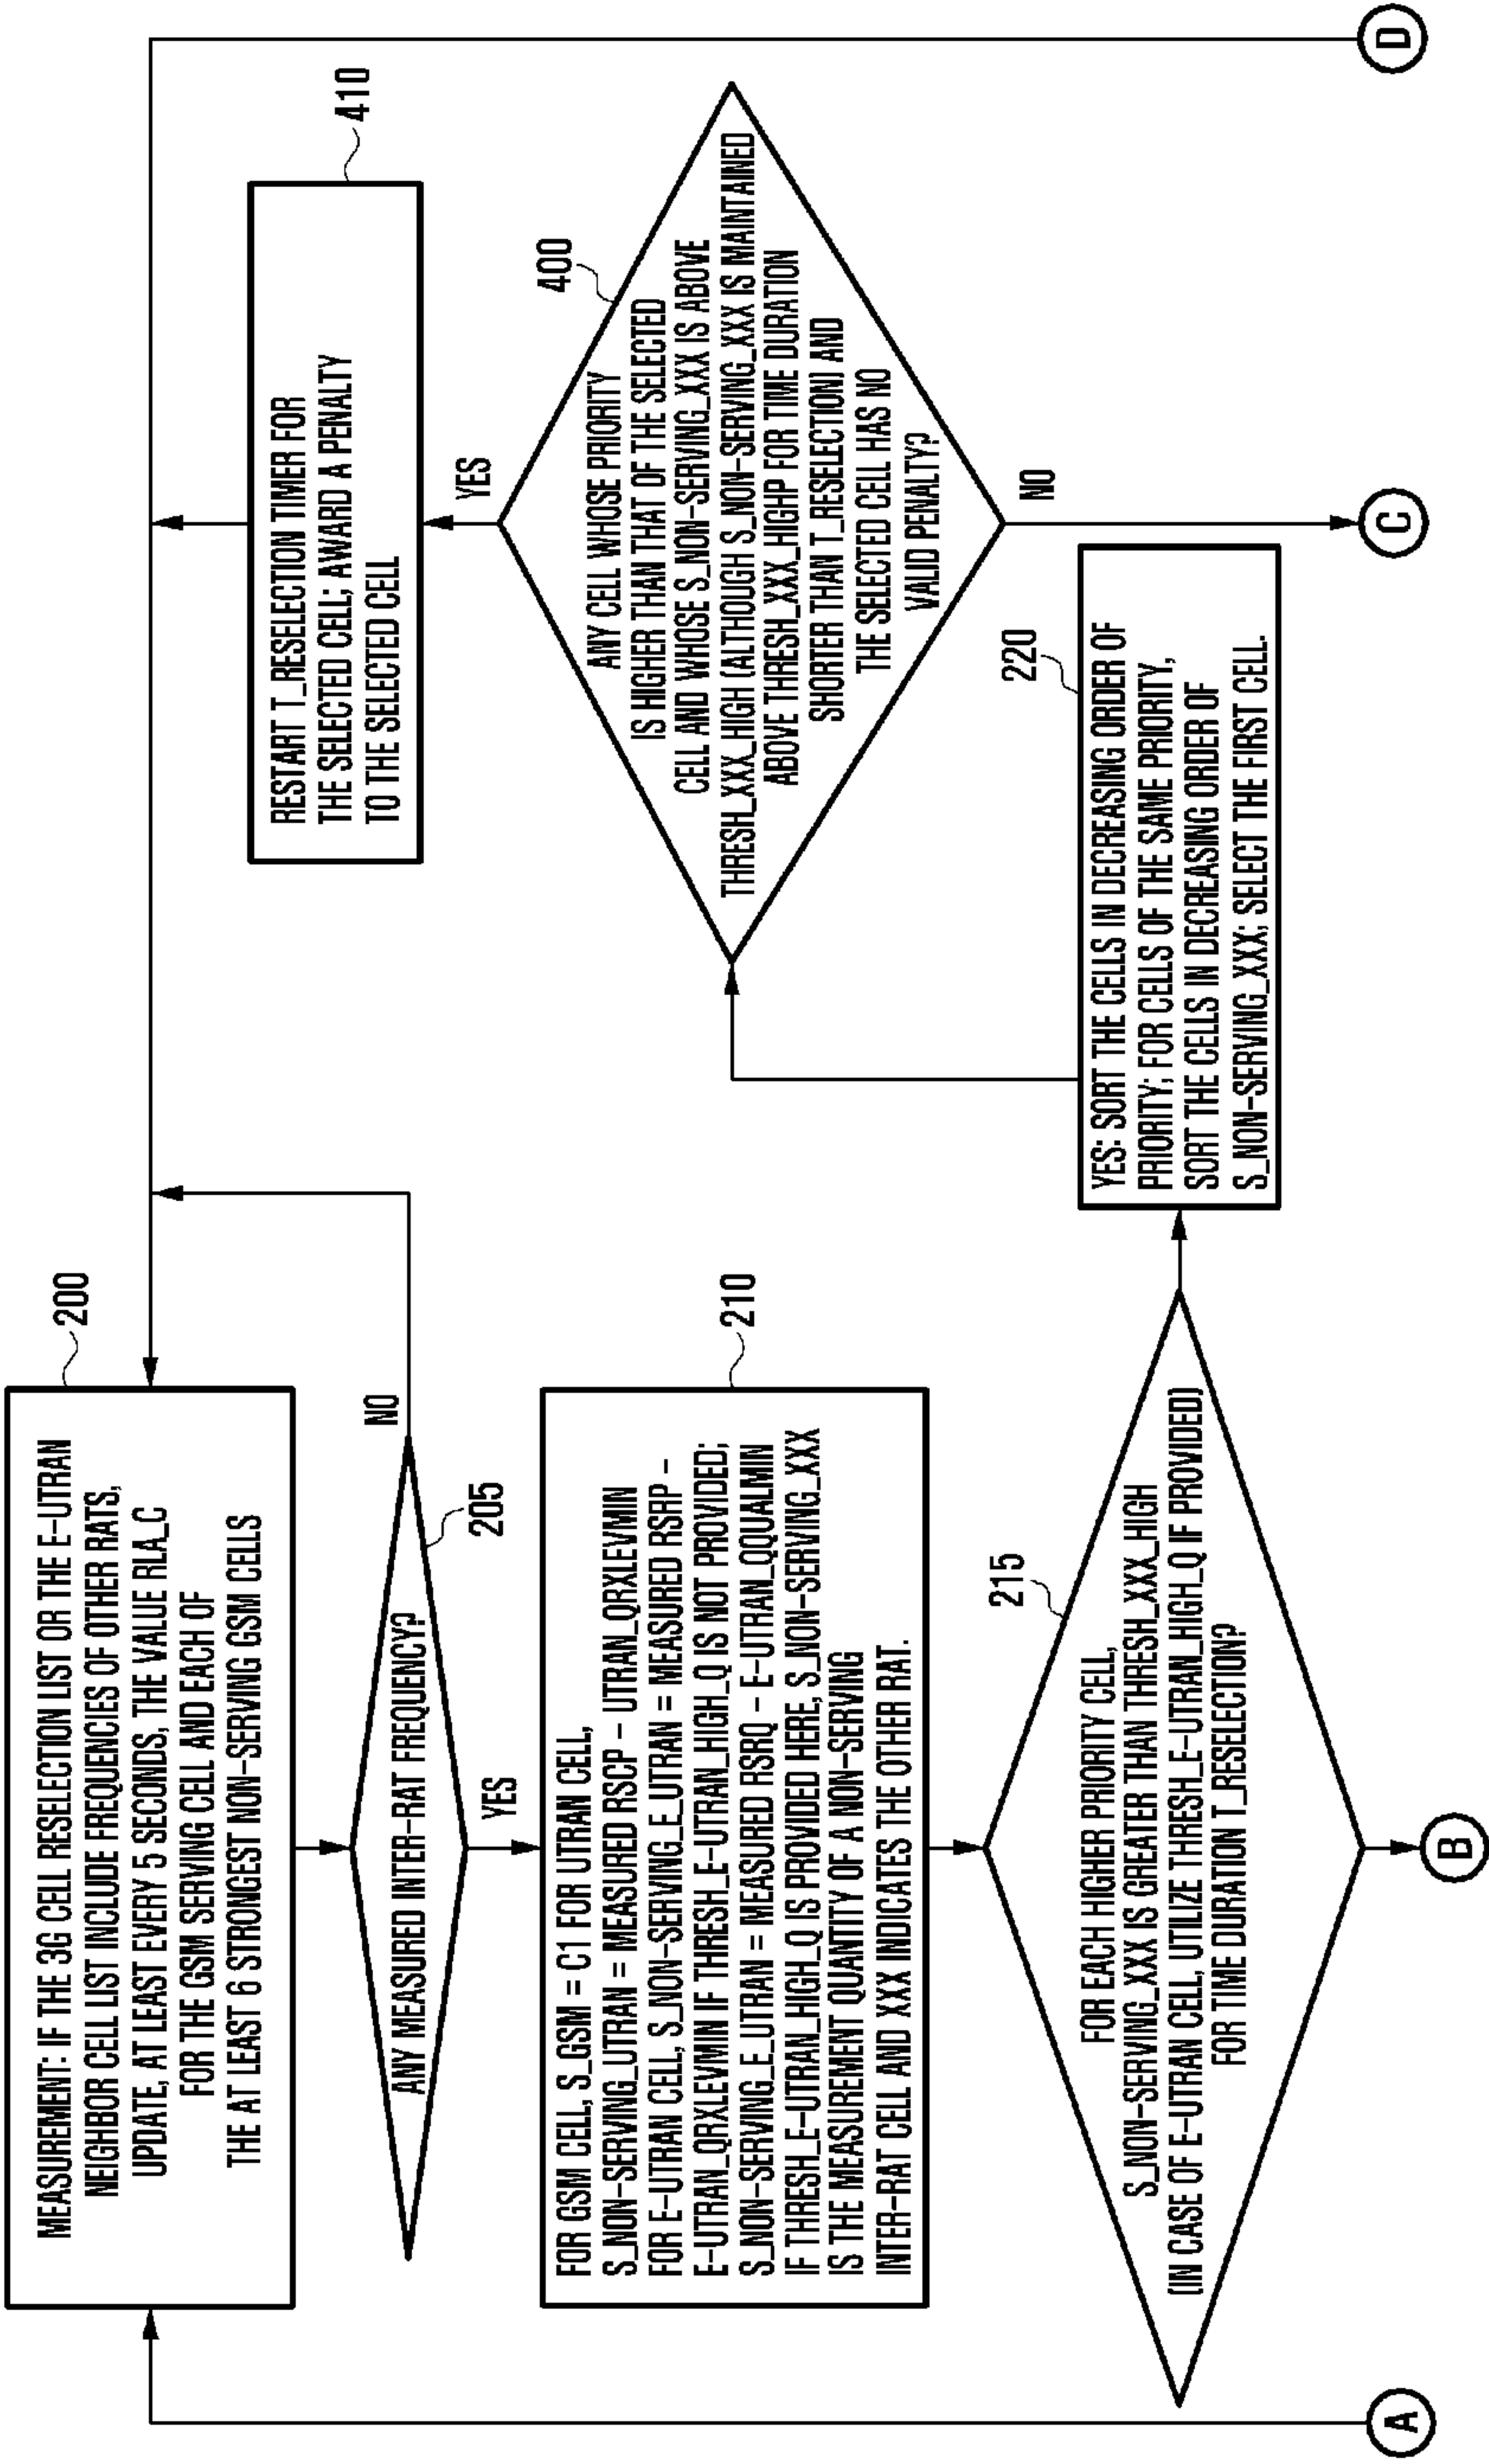 MEASUREMENT: IF THE 3G CELL RESELECTION LIST OR THE E-UTRAN
NEIGHBOR CELL LIST INCLUDE FREQUENCIES OF OTHER RATS,
UPDATE, AT LEAST EVERY 5 SECONDS, THE VALUE RLA_C
FOR THE GSM SERVING CELL AND EACH OF
THE AT LEAST 6 STRONGEST NON-SERVING GSM CELLS
200
ANY MEASURED INTER-RAT FREQUENCY?
205
NO
YES
FOR GSM CELL, S_GSM = C1 FOR UTRAN CELL,
S_NON-SERVING_UTRAN = MEASURED RSCP - UTRAN_QRXLEVMIN
FOR E-UTRAN CELL, S_NON-SERVING_E_UTRAN = MEASURED RSRP -
E-UTRAN_QRXLEVMIN IF THRESH_E-UTRAN_HIGH_Q IS NOT PROVIDED;
S_NON-SERVING_E_UTRAN = MEASURED RSRQ - E-UTRAN_QQUALMIN
IF THRESH_E-UTRAN_HIGH_Q IS PROVIDED HERE, S_NON-SERVING_XXX
IS THE MEASUREMENT QUANTITY OF A NON-SERVING
INTER-RAT CELL AND XXX INDICATES THE OTHER RAT.
210
FOR EACH HIGHER PRIORITY CELL,
S_NON-SERVING_XXX IS GREATER THAN THRESH_XXX_HIGH
(IN CASE OF E-UTRAN CELL, UTILIZE THRESH_E-UTRAN_HIGH_Q IF PROVIDED)
FOR TIME DURATION T_RESELECTION?
215
A
B
RESTART T_RESELECTION TIMER FOR
THE SELECTED CELL; AWARD A PENALTY
TO THE SELECTED CELL
410
YES
ANY CELL WHOSE PRIORITY
IS HIGHER THAN THAT OF THE SELECTED
CELL AND WHOSE S_NON-SERVING_XXX IS ABOVE
THRESH_XXX_HIGH (ALTHOUGH S_NON-SERVING_XXX IS MAINTAINED
ABOVE THRESH_XXX_HIGHP FOR TIME DURATION
SHORTER THAN T_RESELECTION) AND
THE SELECTED CELL HAS NO
VALID PENALTY?
400
NO
YES: SORT THE CELLS IN DECREASING ORDER OF
PRIORITY; FOR CELLS OF THE SAME PRIORITY,
SORT THE CELLS IN DECREASING ORDER OF
S_NON-SERVING_XXX; SELECT THE FIRST CELL.
220
C
D